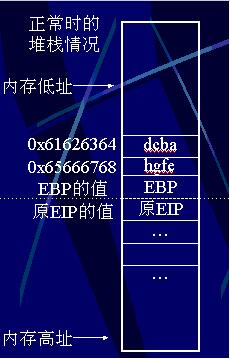 正常时的
堆栈情况
内存低址
0x61626364 dcba
0x65666768 hgfe
EBP的值 EBP
原EIP的值 原EIP
...
...
内存高址